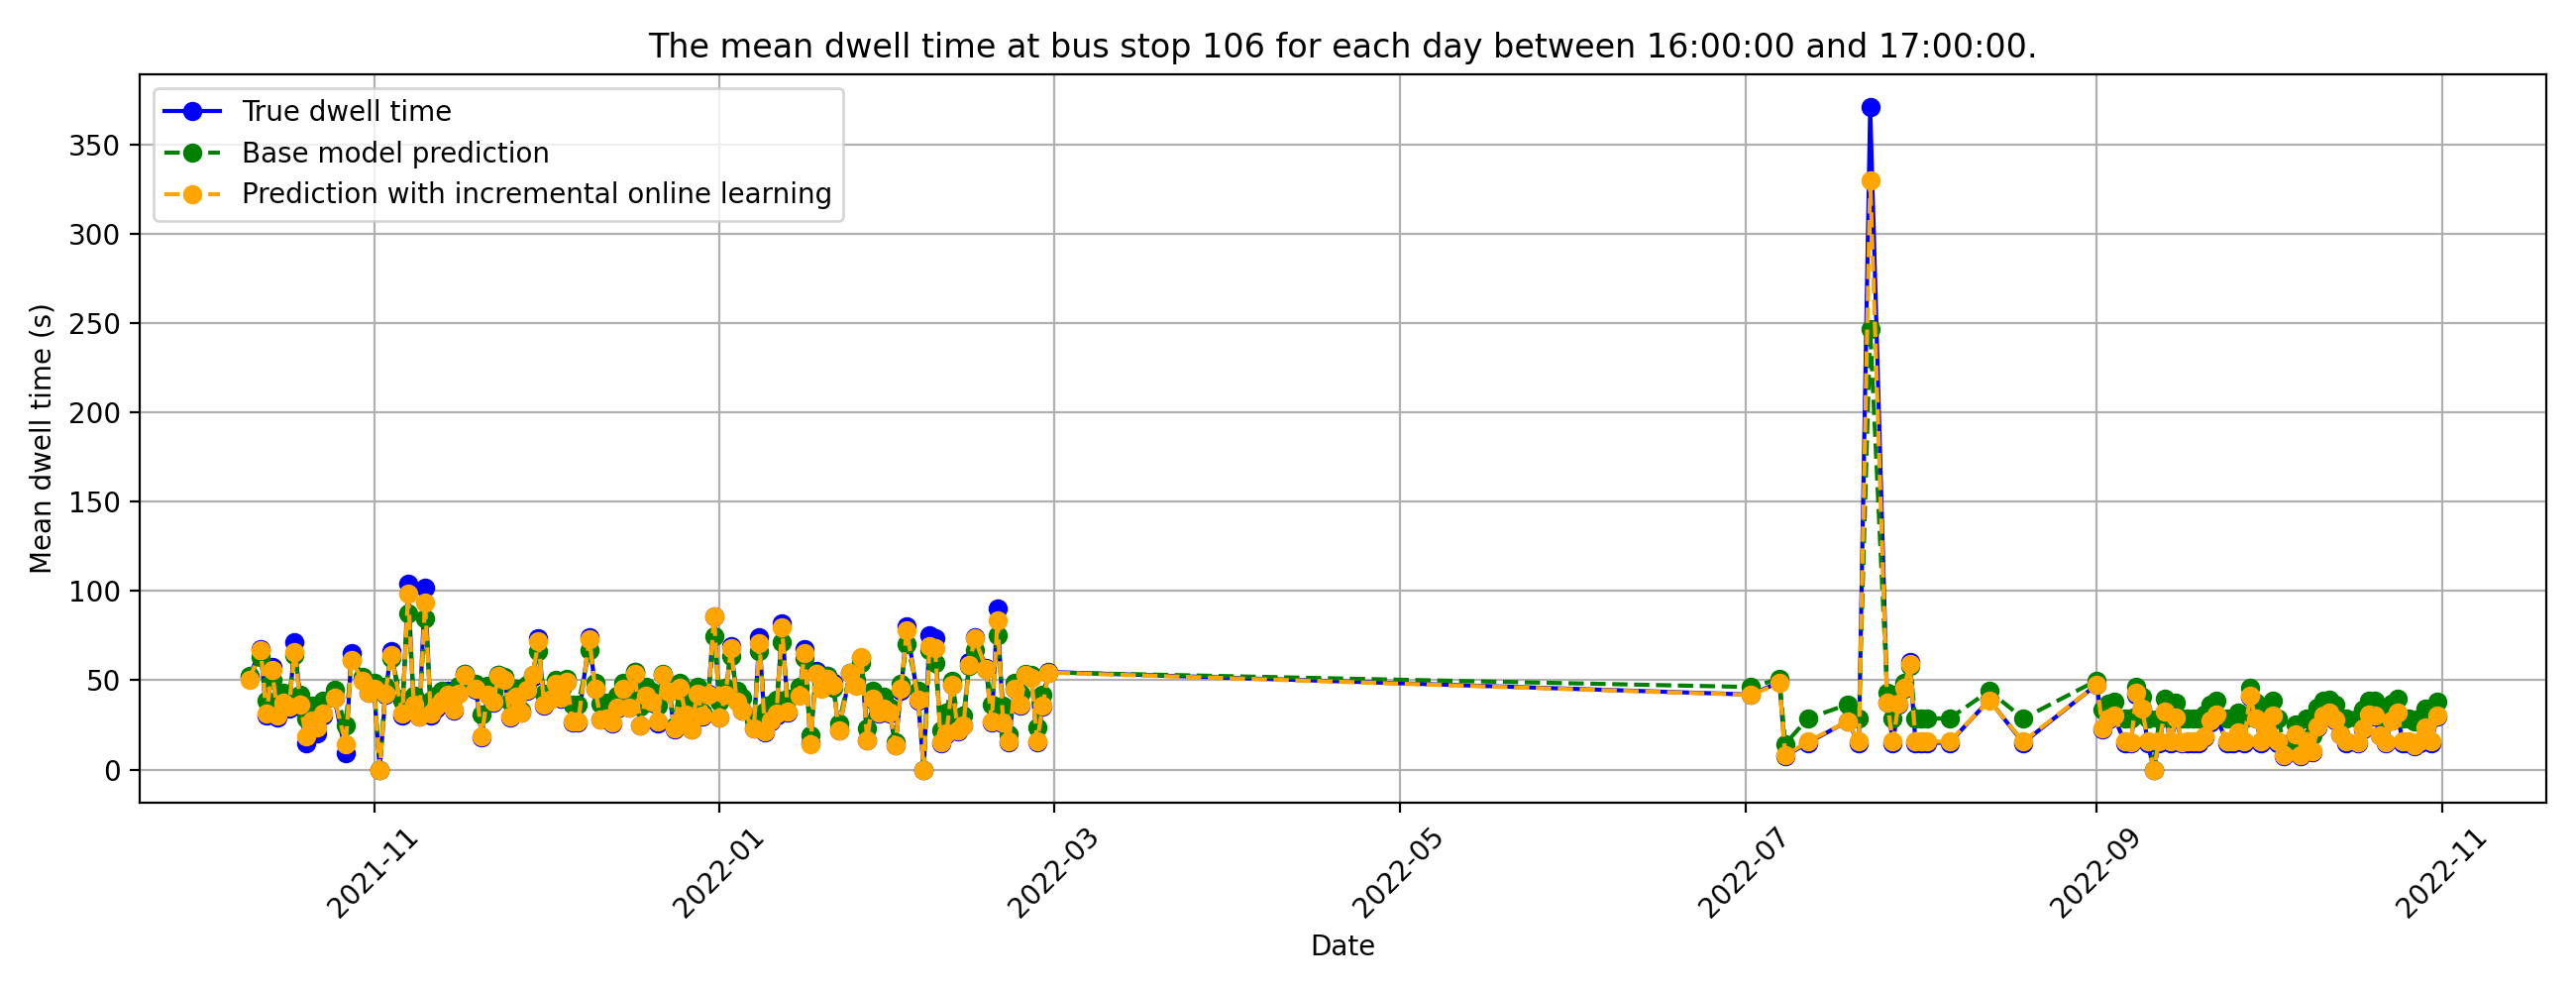 The mean dwell time at bus stop 106 for each day between 16:00:00 and 17:00:00.
True dwell time
Base model prediction
Prediction with incremental online learning
Mean dwell time (s)
350
300
250
200
150
100
50
0
2021-11
2022-01
2022-03
2022-05
2022-07
2022-09
2022-11
Date